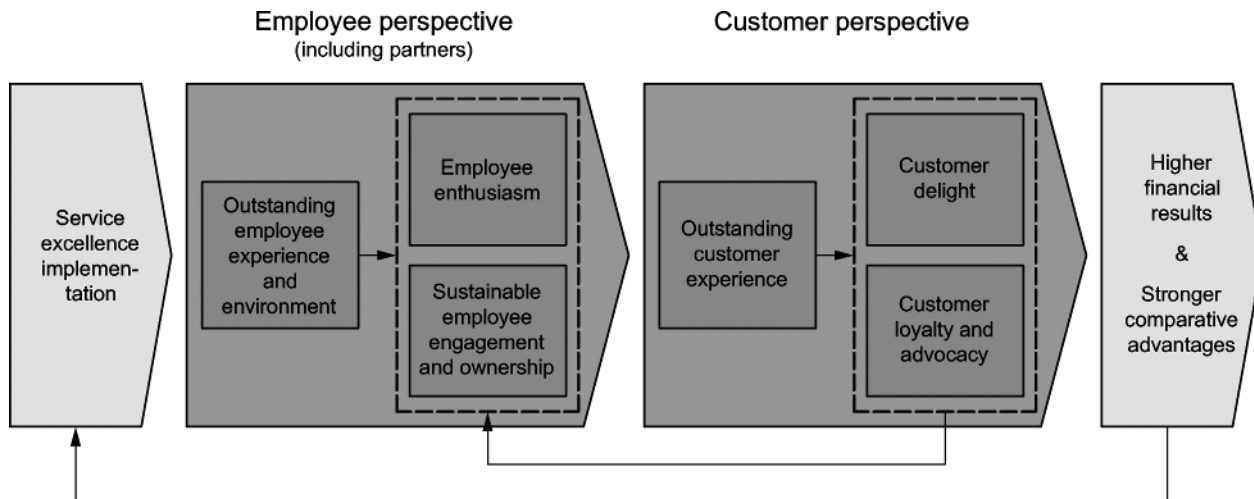 Employee perspective
(including partners)
Customer perspective
Service
excellence
implemen-
tation
Outstanding
employee
experience
and
environment
Employee
enthusiasm
Sustainable
employee
engagement
and ownership
Outstanding
customer
experience
Customer
delight
Customer
loyalty and
advocacy
Higher
financial
results
&
Stronger
comparative
advantages